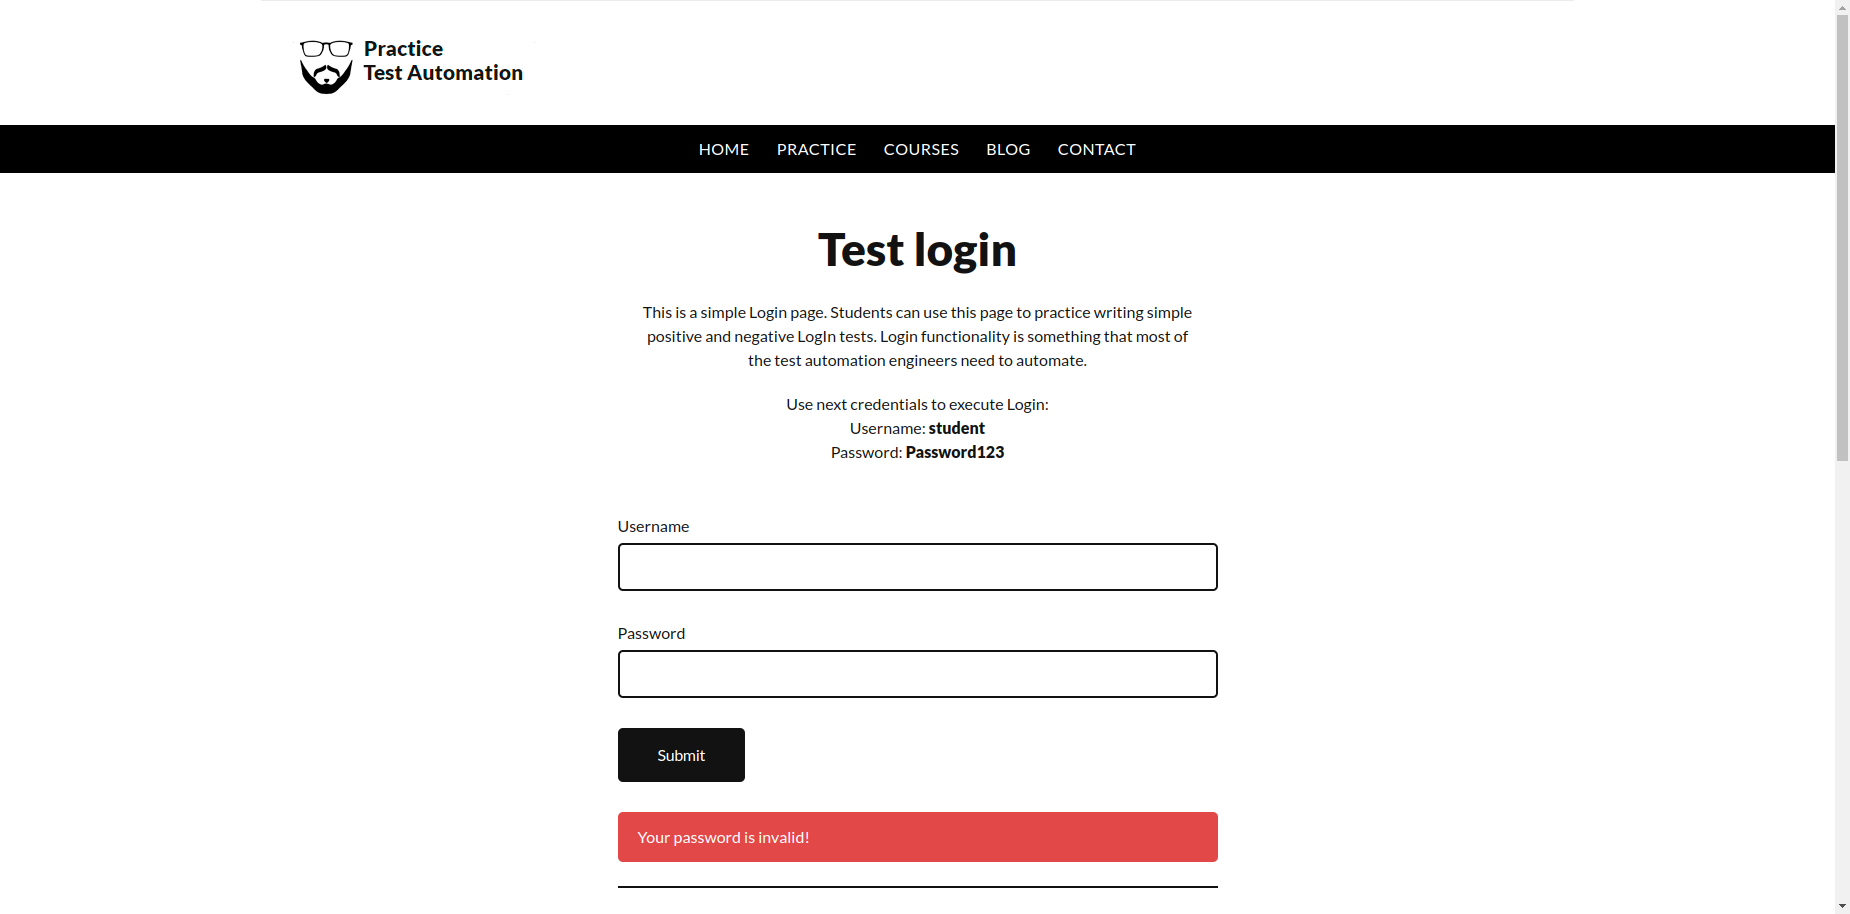 Practice
Test Automation
HOME PRACTICE COURSES BLOG CONTACT
Test login
This is a simple Login page. Students can use this page to practice writing simple
positive and negative LogIn tests. Login functionality is something that most of
the test automation engineers need to automate.
Use next credentials to execute Login:
Username: student
Password: Password123
Username
Password
Submit
Your password is invalid!